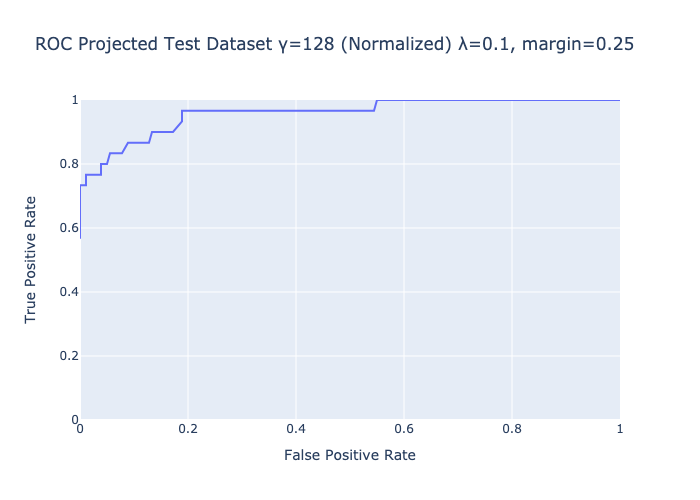 ROC Projected Test Dataset γ=128 (Normalized) λ=0.1, margin=0.25
1
0.8
0.6
0.4
0.2
0
0 0.2 0.4 0.6 0.8 1
True Positive Rate
False Positive Rate